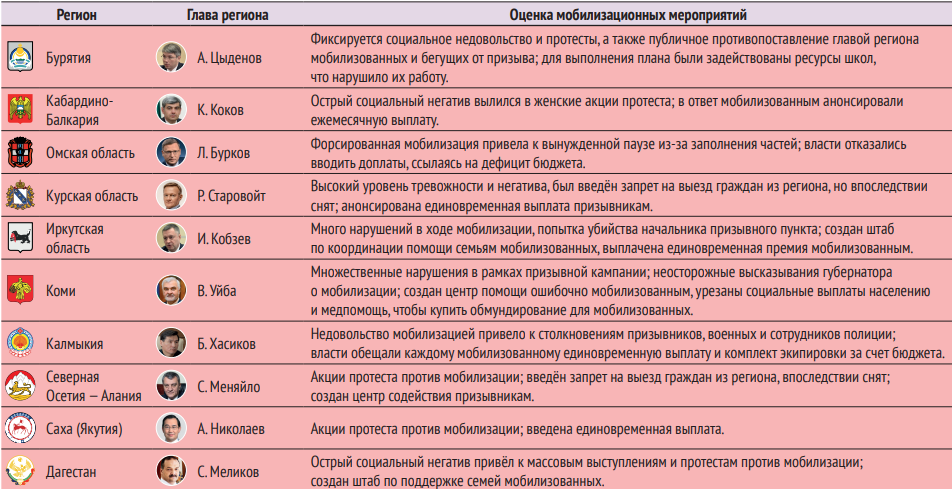 Регион Глава региона Оценка мобилизационных мероприятий
Бурятия А. Цыденов Фиксируется социальное недовольство и протесты, а также публичное противопоставление главой региона
мобилизованных и бегущих от призыва; для выполнения плана были задействованы ресурсы школ,
что нарушило их работу.
Кабардино-
Балкария К. Коков Острый социальный негатив вылился в женские акции протеста; в ответ мобилизованным анонсировали
ежемесячную выплату.
Омская область Л. Бурков Форсированная мобилизация привела к вынужденной паузе из-за заполнения частей; власти отказались
вводить доплаты, ссылаясь на дефицит бюджета.
Курская область Р. Старовойт Высокий уровень тревожности и негатива, был введён запрет на выезд граждан из региона, но впоследствии
снят; анонсирована единовременная выплата призывникам.
Иркутская
область И. Кобзев Много нарушений в ходе мобилизации, попытка убийства начальника призывного пункта; создан штаб
по координации помощи семьям мобилизованных, выплачена единовременная премия мобилизованным.
Коми В. Уйба Множественные нарушения в рамках призывной кампании; неосторожные высказывания губернатора
о мобилизации; создан центр помощи ошибочно мобилизованным, урезаны социальные выплаты населению
и медпомощь, чтобы купить обмундирование для мобилизованных.
Калмыкия Б. Хасиков Недовольство мобилизацией привело к столкновениям призывников, военных и сотрудников полиции;
власти обещали каждому мобилизованному единовременную выплату и комплект экипировки за счет бюджета.
Северная
Осетия — Алания С. Меняйло Акции протеста против мобилизации; введён запрет на выезд граждан из региона, впоследствии снят;
создан центр содействия призывникам.
Саха (Якутия) А. Николаев Акции протеста против мобилизации; введена единовременная выплата.
Дагестан С. Меликов Острый социальный негатив привёл к массовым выступлениям и протестам против мобилизации;
создан штаб по поддержке семей мобилизованных.